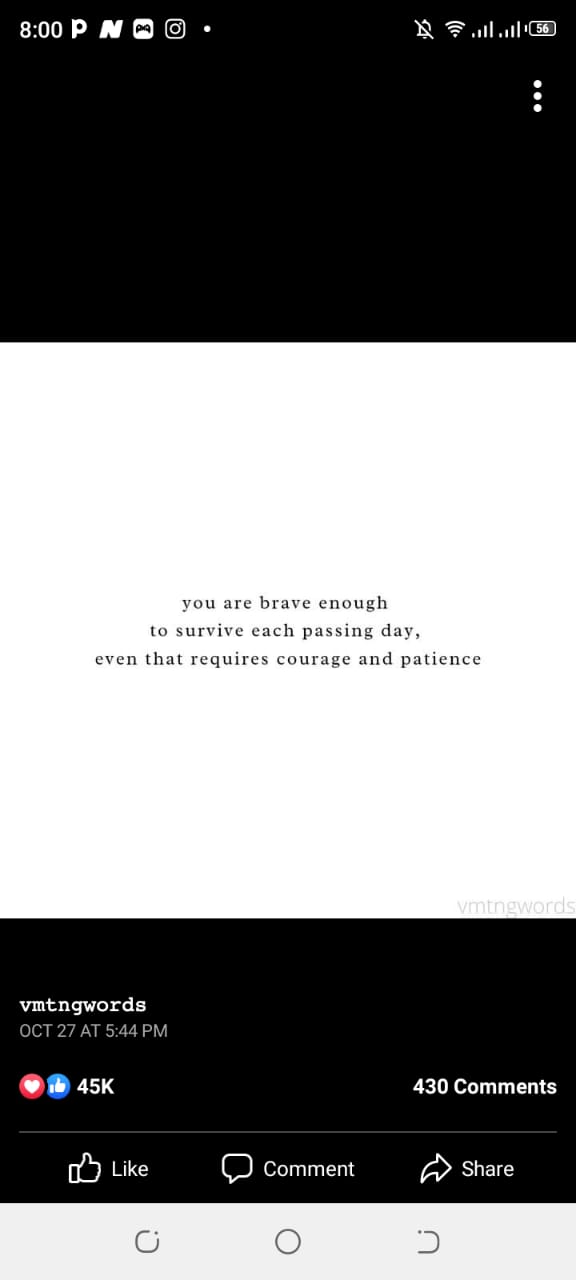 8:00
56
you are brave enough
to survive each passing day,
even that requires courage and patience
vmtngwords
vmtngwords
OCT 27 AT 5:44 PM
45K 430 Comments
Like Comment Share